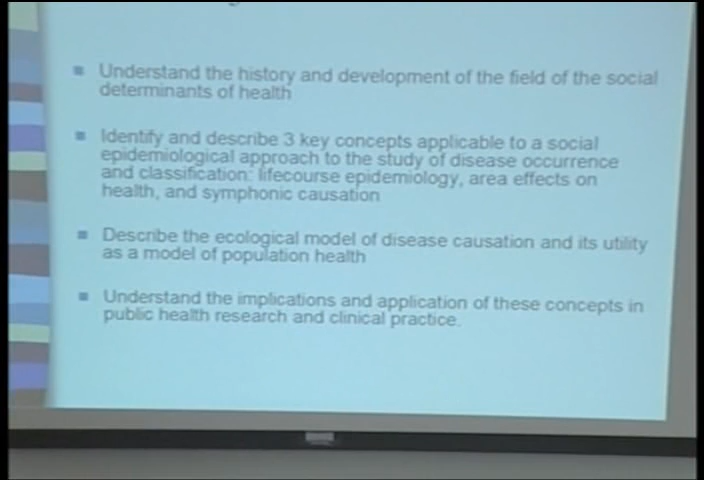 Understand the history and development of the field of the social
determinants of health
Identify and describe 3 key concepts applicable to a social
epidemiological approach to the study of disease occurrence
and classification: lifecourse epidemiology, area effects on
health, and symphonic causation
Describe the ecological model of disease causation and its utility
as a model of population health
Understand the implications and application of these concepts in
public health research and clinical practice.